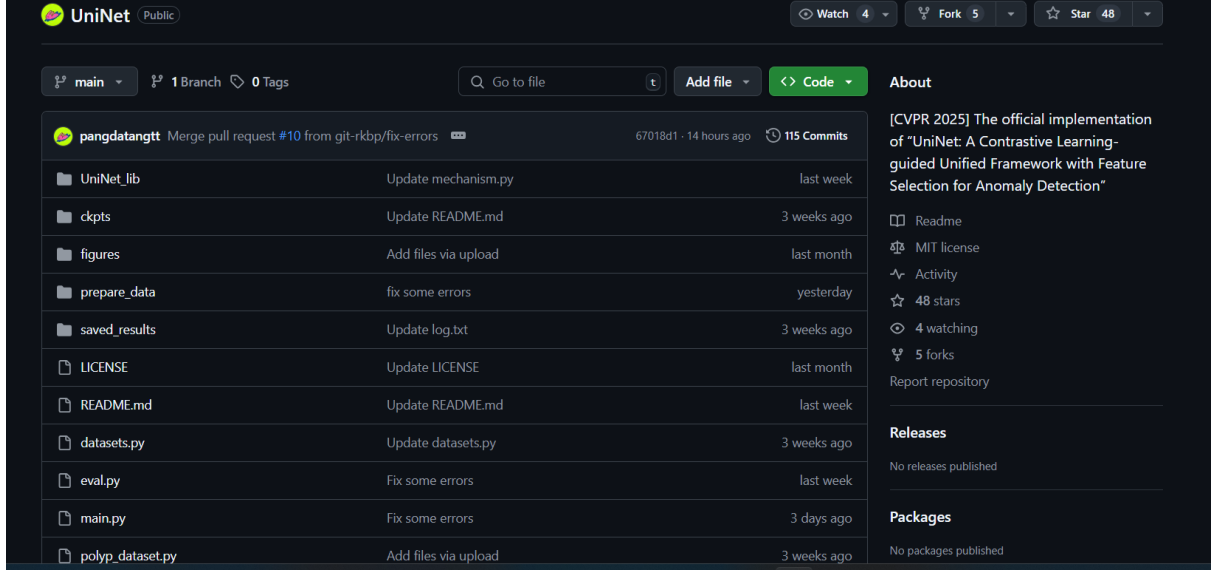 UniNet Public
Watch 4
Fork 5
Star 48
main
1 Branch
0 Tags
Go to file
t
Add file
Code
pangdatangtt Merge pull request #10 from git-rkbp/fix-errors
67018d1 · 14 hours ago
115 Commits
UniNet_lib Update mechanism.py last week
ckpts Update README.md 3 weeks ago
figures Add files via upload last month
prepare_data fix some errors yesterday
saved_results Update log.txt 3 weeks ago
LICENSE Update LICENSE last month
README.md Update README.md last week
datasets.py Update datasets.py 3 weeks ago
eval.py Fix some errors last week
main.py Fix some errors 3 days ago
polyp_dataset.py Add files via upload 3 weeks ago
About
[CVPR 2025] The official implementation
of "UniNet: A Contrastive Learning-
guided Unified Framework with Feature
Selection for Anomaly Detection"
Readme
MIT license
Activity
48 stars
4 watching
5 forks
Report repository
Releases
No releases published
Packages
No packages published